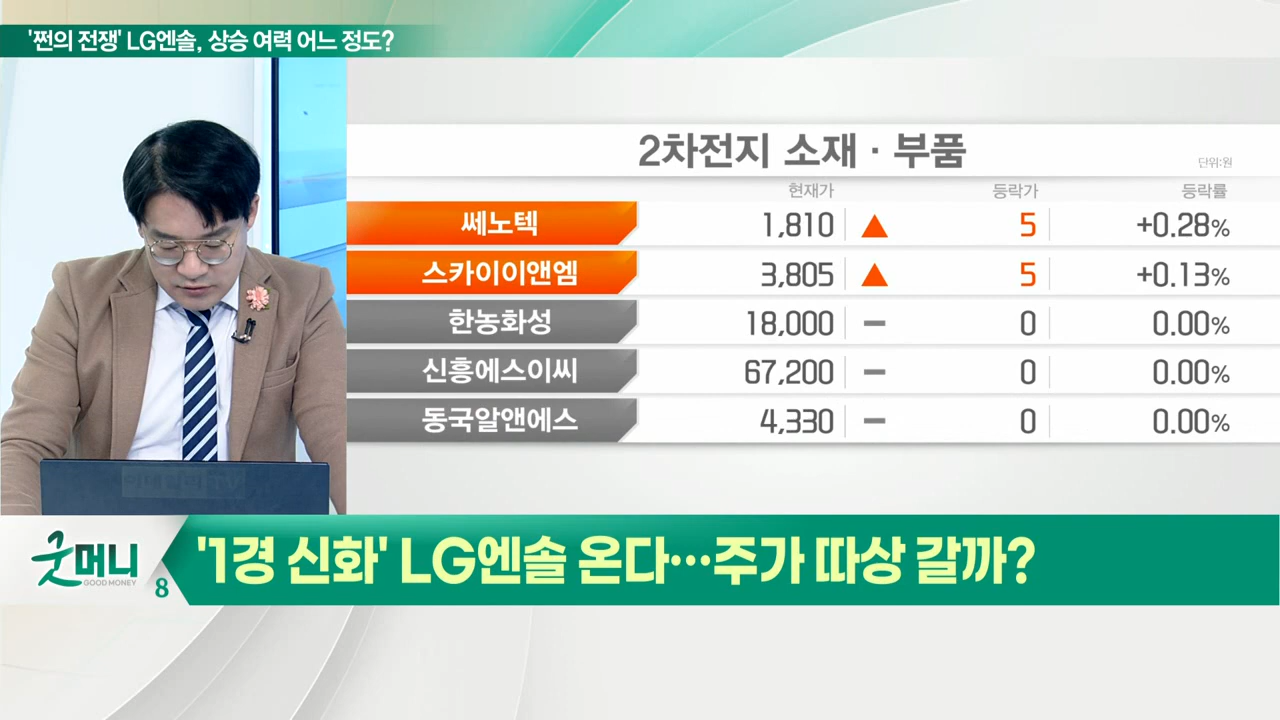 '쩐의 전쟁' LG엔솔, 상승 여력 어느 정도?
2차전지 소재 · 부품
단위:원
현재가 등락가 등락률
쎄노텍 1,810 ▲ 5 +0.28%
스카이이앤엠 3,805 ▲ 5 +0.13%
한농화성 18,000 - 0 0.00%
신흥에스이씨 67,200 - 0 0.00%
동국알앤에스 4,330 - 0 0.00%
굿머니
GOOD MONEY
8
'1경 신화' LG엔솔 온다…주가 따상 갈까?